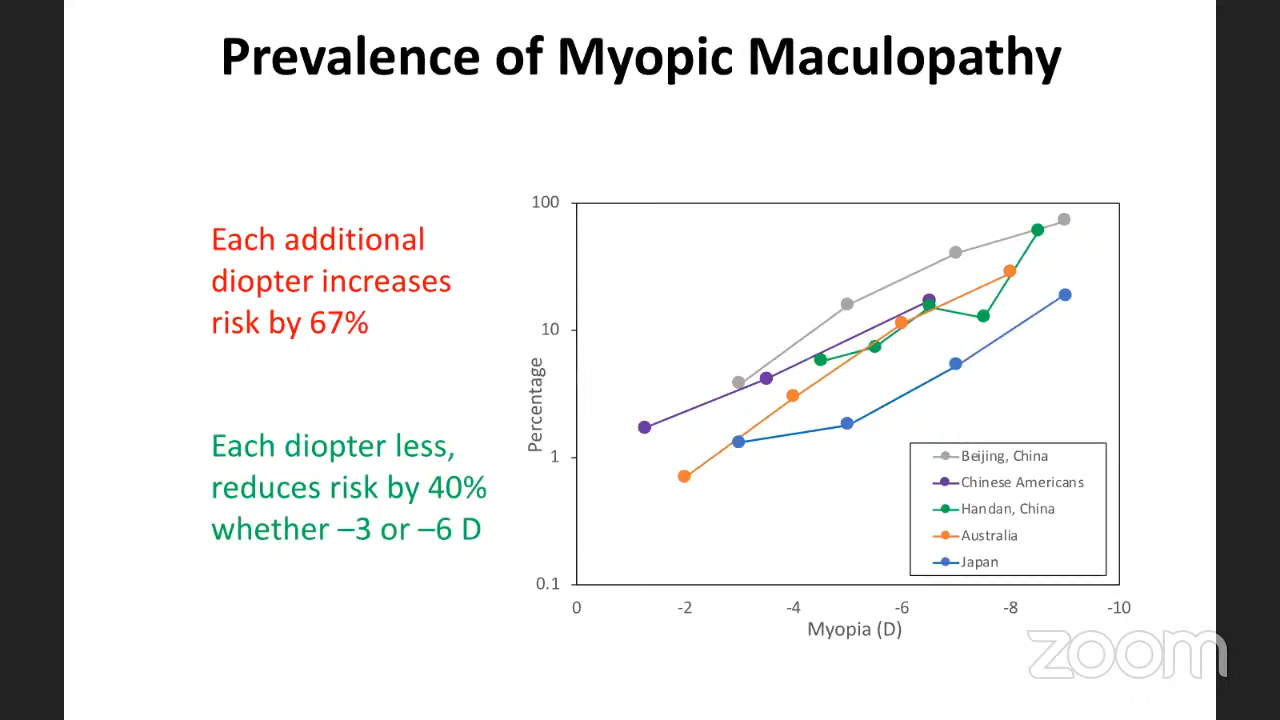 Prevalence of Myopic Maculopathy
Each additional
diopter increases
risk by 67%
Each diopter less,
reduces risk by 40%
whether –3 or –6 D
100
10
1
0.1
Percentage
0
-2
-4
-6
-8
-10
Myopia (D)
Beijing, China
Chinese Americans
Handan, China
Australia
Japan
zoom